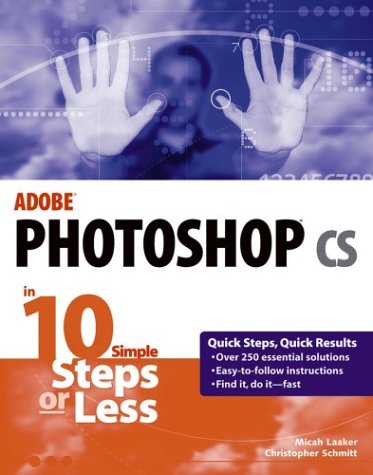 1234567890
ADOBE®
PHOTOSHOP® CS
in
10 Simple
Steps
or Less
Quick Steps, Quick Results
•Over 250 essential solutions
•Easy-to-follow instructions
•Find it, do it—fast
Micah Laaker
Christopher Schmitt